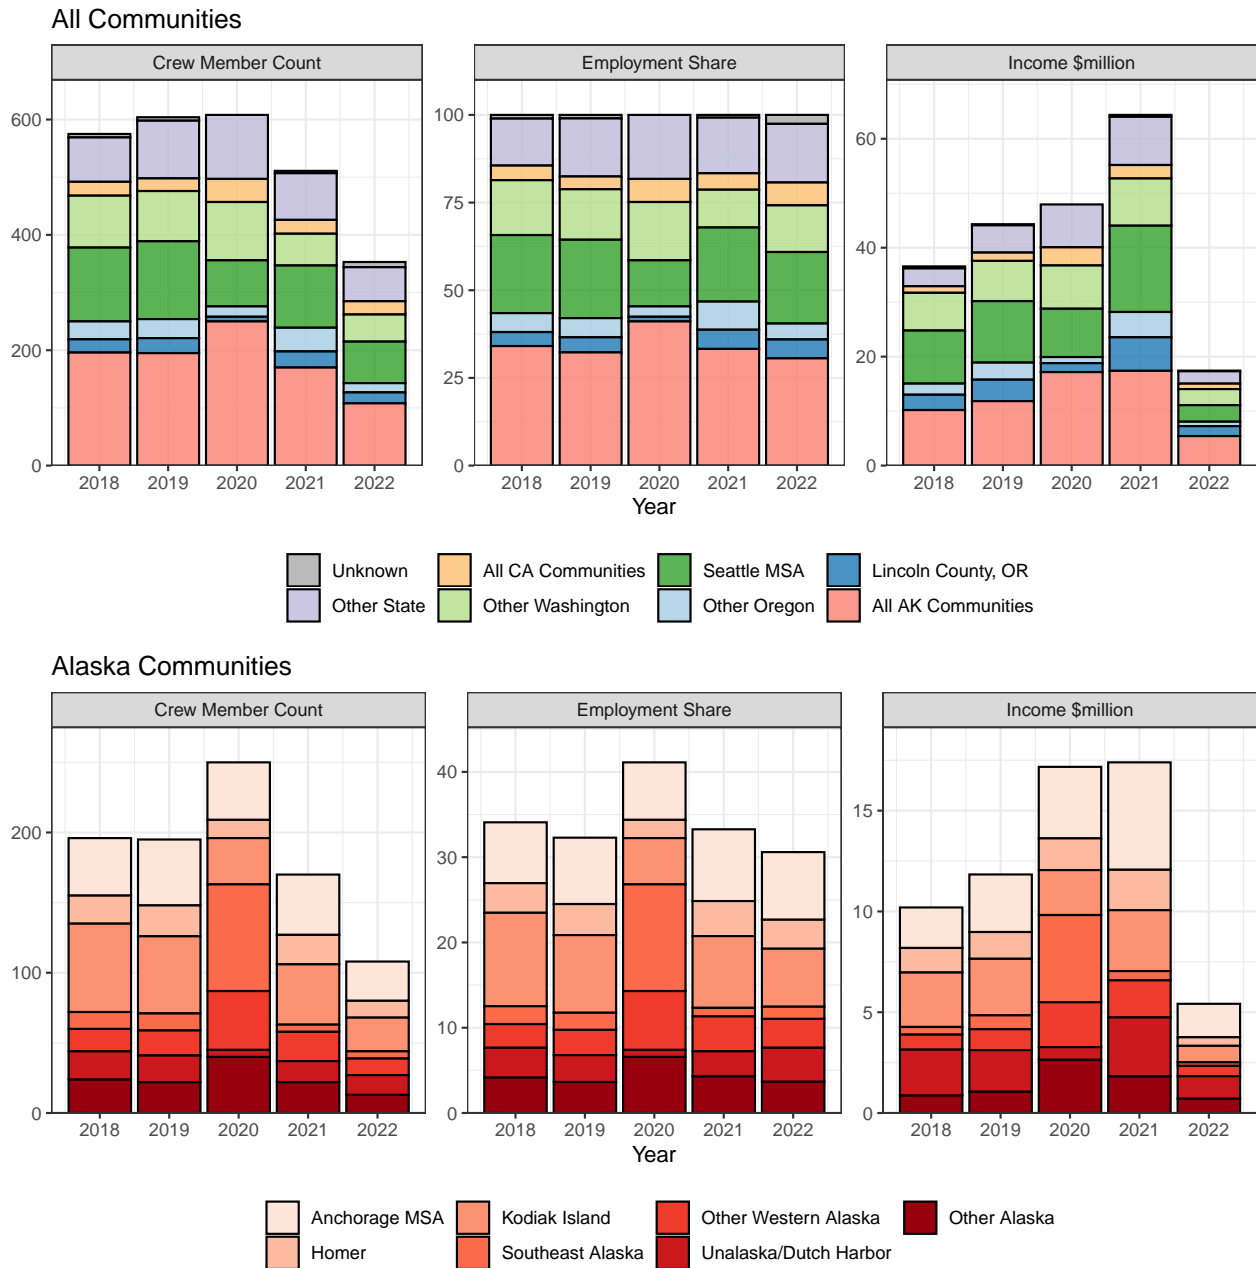 All Communities
Crew Member Count
Employment Share
Income $million
600
400
200
0
100
75
50
25
0
60
40
20
0
2018 2019 2020 2021 2022
2018 2019 2020 2021 2022
2018 2019 2020 2021 2022
Year
Unknown All CA Communities Seattle MSA Lincoln County, OR
Other State Other Washington Other Oregon All AK Communities
Alaska Communities
Crew Member Count
Employment Share
Income $million
200
100
0
40
30
20
10
0
15
10
5
0
2018 2019 2020 2021 2022
2018 2019 2020 2021 2022
2018 2019 2020 2021 2022
Year
Anchorage MSA Kodiak Island Other Western Alaska Other Alaska
Homer Southeast Alaska Unalaska/Dutch Harbor